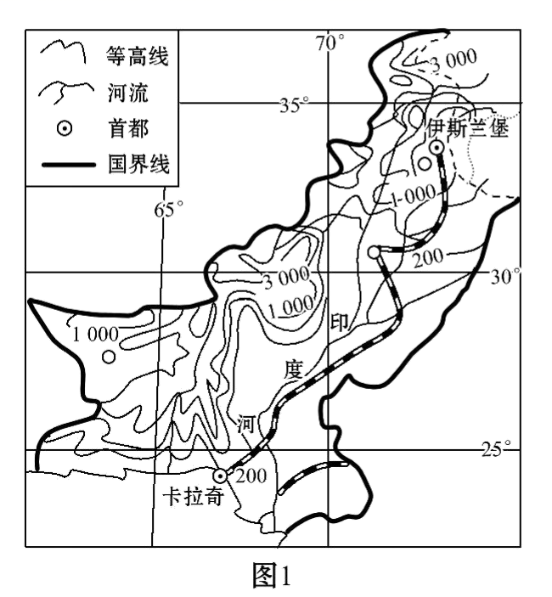 等高线
河流
首都
国界线
70°
3 000
35°
伊斯兰堡
1 000
65°
200
30°
3 000
1 000
1 000
印
度
河
25°
200
卡拉奇
图1